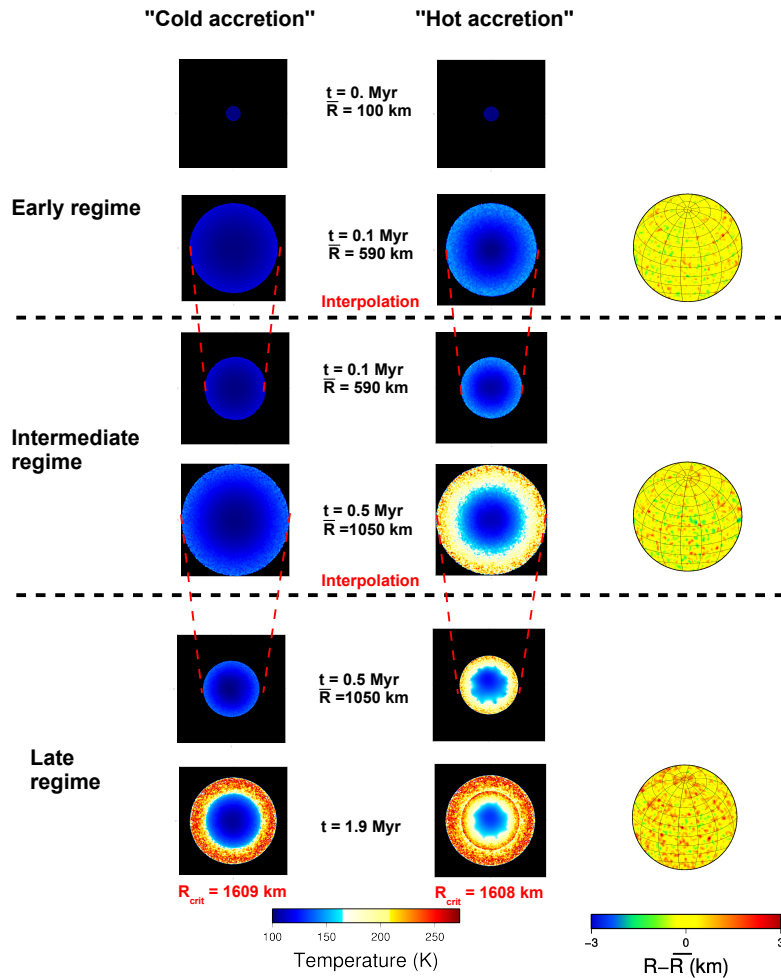 "Cold accretion" "Hot accretion"
t = 0. Myr
R = 100 km
Early regime
t = 0.1 Myr
R = 590 km
Interpolation
t = 0.1 Myr
R = 590 km
Intermediate
regime
t = 0.5 Myr
R =1050 km
Interpolation
t = 0.5 Myr
R =1050 km
Late
regime
t = 1.9 Myr
Rcrit = 1609 km Rcrit = 1608 km
100 150 200 250
Temperature (K)
−3 0 3
R−R (km)